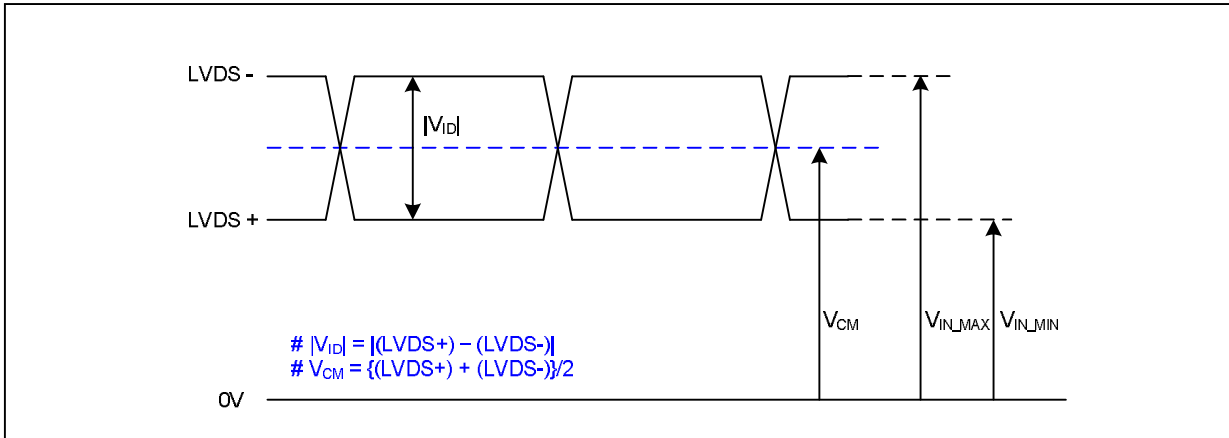 LVDS -
|VID|
LVDS +
VCM
VIN_MAX
VIN_MIN
# |VID| = |(LVDS+) – (LVDS-)|
# VCM = {(LVDS+) + (LVDS-)}/2
0V